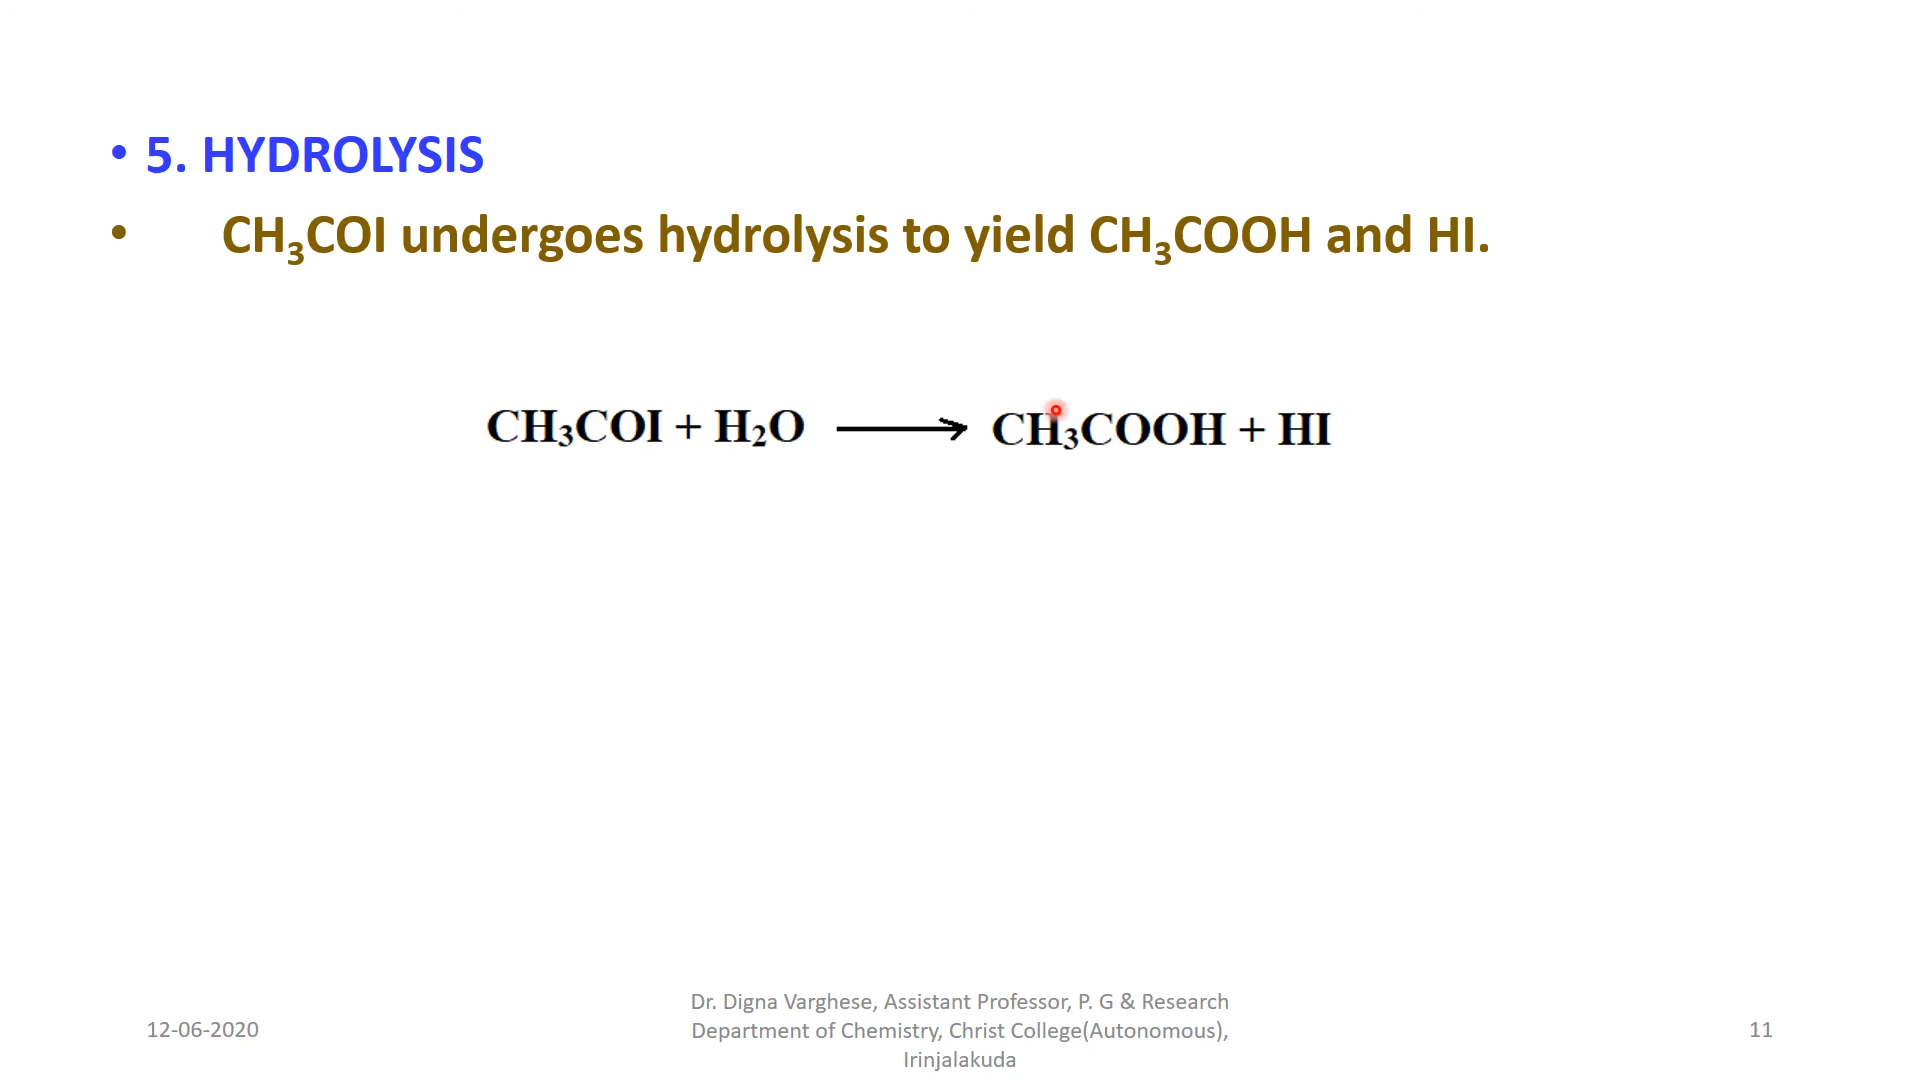 • 5. HYDROLYSIS
• CH₃COI undergoes hydrolysis to yield CH₃COOH and HI.
CH₃COI + H₂O ⟶ CH₃COOH + HI
12-06-2020
Dr. Digna Varghese, Assistant Professor, P. G & Research
Department of Chemistry, Christ College(Autonomous),
Irinjalakuda
11